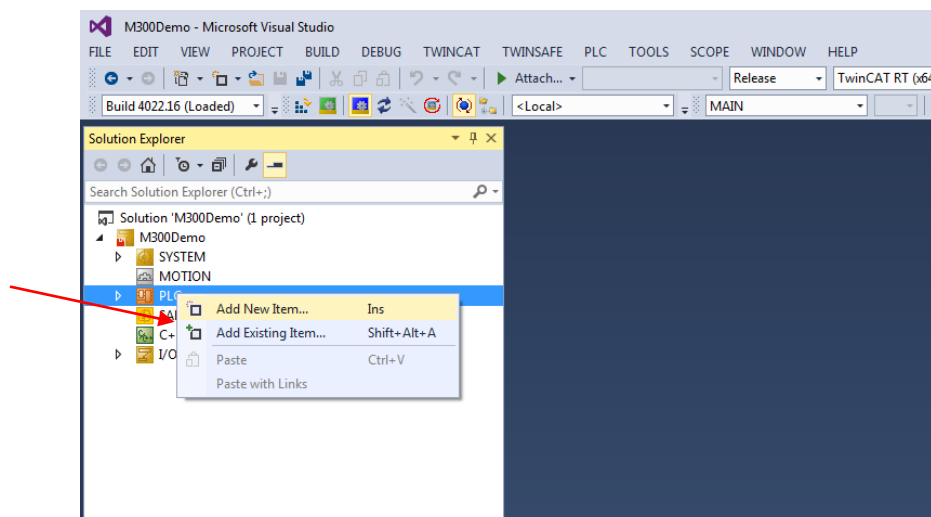 M300Demo - Microsoft Visual Studio
FILE EDIT VIEW PROJECT BUILD DEBUG TWINCAT TWINSAFE PLC TOOLS SCOPE WINDOW HELP
Attach... Release TwinCAT RT (x64
Build 4022.16 (Loaded) <Local> MAIN
Solution Explorer
Search Solution Explorer (Ctrl+;)
Solution 'M300Demo' (1 project)
M300Demo
SYSTEM
MOTION
PLC
Add New Item... Ins
SA
Add Existing Item... Shift+Alt+A
C+
I/O
Paste Ctrl+V
Paste with Links